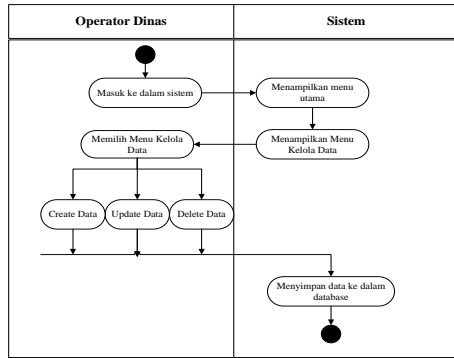 Operator Dinas
Sistem
Masuk ke dalam sistem
Menampilkan menu
utama
Memilih Menu Kelola
Data
Menampilkan Menu
Kelola Data
Create Data
Update Data
Delete Data
Menyimpan data ke dalam
database